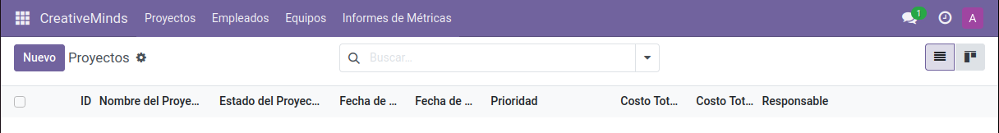 CreativeMinds Proyectos Empleados Equipos Informes de Métricas 1 A
Nuevo Proyectos Buscar...
ID Nombre del Proye... Estado del Proyec... Fecha de ... Fecha de ... Prioridad Costo Tot... Costo Tot... Responsable